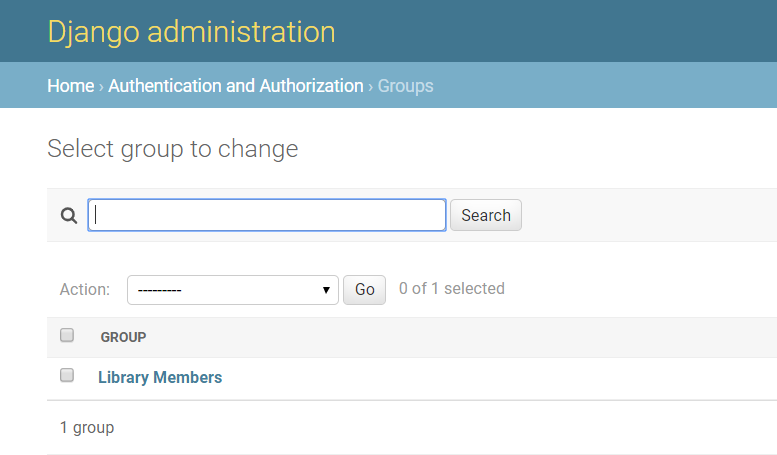 Django administration
Home › Authentication and Authorization › Groups
Select group to change
Search
Action: --------- Go 0 of 1 selected
GROUP
Library Members
1 group